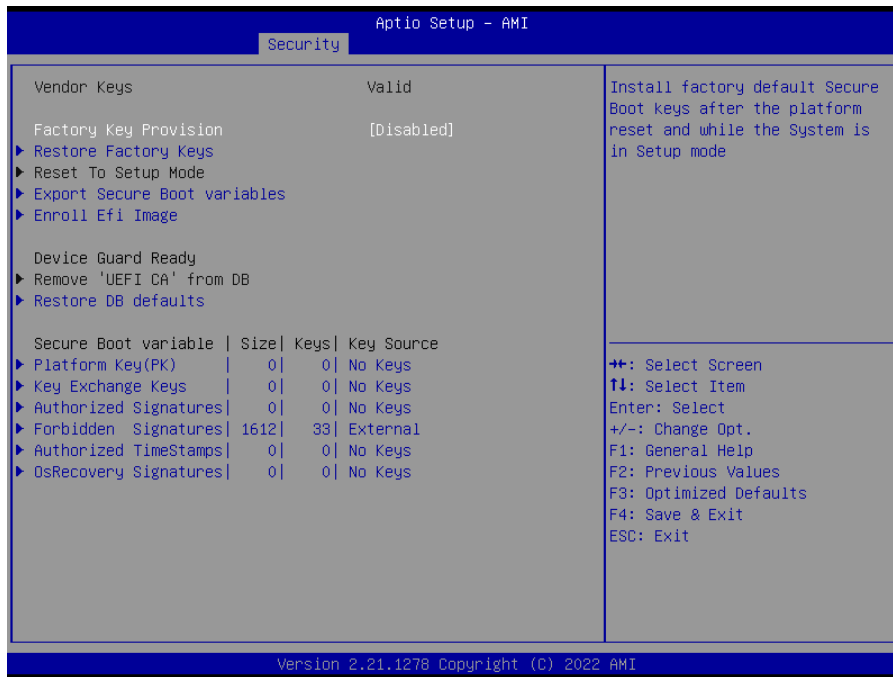 Aptio Setup - AMI
Security
Vendor Keys Valid
Factory Key Provision [Disabled]
Restore Factory Keys
Reset To Setup Mode
Export Secure Boot variables
Enroll Efi Image
Device Guard Ready
Remove 'UEFI CA' from DB
Restore DB defaults
Secure Boot variable | Size| Keys| Key Source
Platform Key(PK) | 0| 0| No Keys
Key Exchange Keys | 0| 0| No Keys
Authorized Signatures| 0| 0| No Keys
Forbidden Signatures| 1612| 33| External
Authorized TimeStamps| 0| 0| No Keys
OsRecovery Signatures| 0| 0| No Keys
Install factory default Secure
Boot keys after the platform
reset and while the System is
in Setup mode
→←: Select Screen
↑↓: Select Item
Enter: Select
+/-: Change Opt.
F1: General Help
F2: Previous Values
F3: Optimized Defaults
F4: Save & Exit
ESC: Exit
Version 2.21.1278 Copyright (C) 2022 AMI